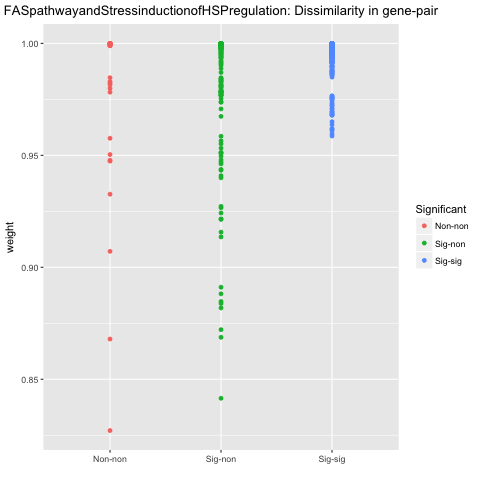 FASpathwayandStressinductionofHSPregulation: Dissimilarity in gene-pair
1.00
0.95
0.90
0.85
weight
Non-non
Sig-non
Sig-sig
Significant
Non-non
Sig-non
Sig-sig